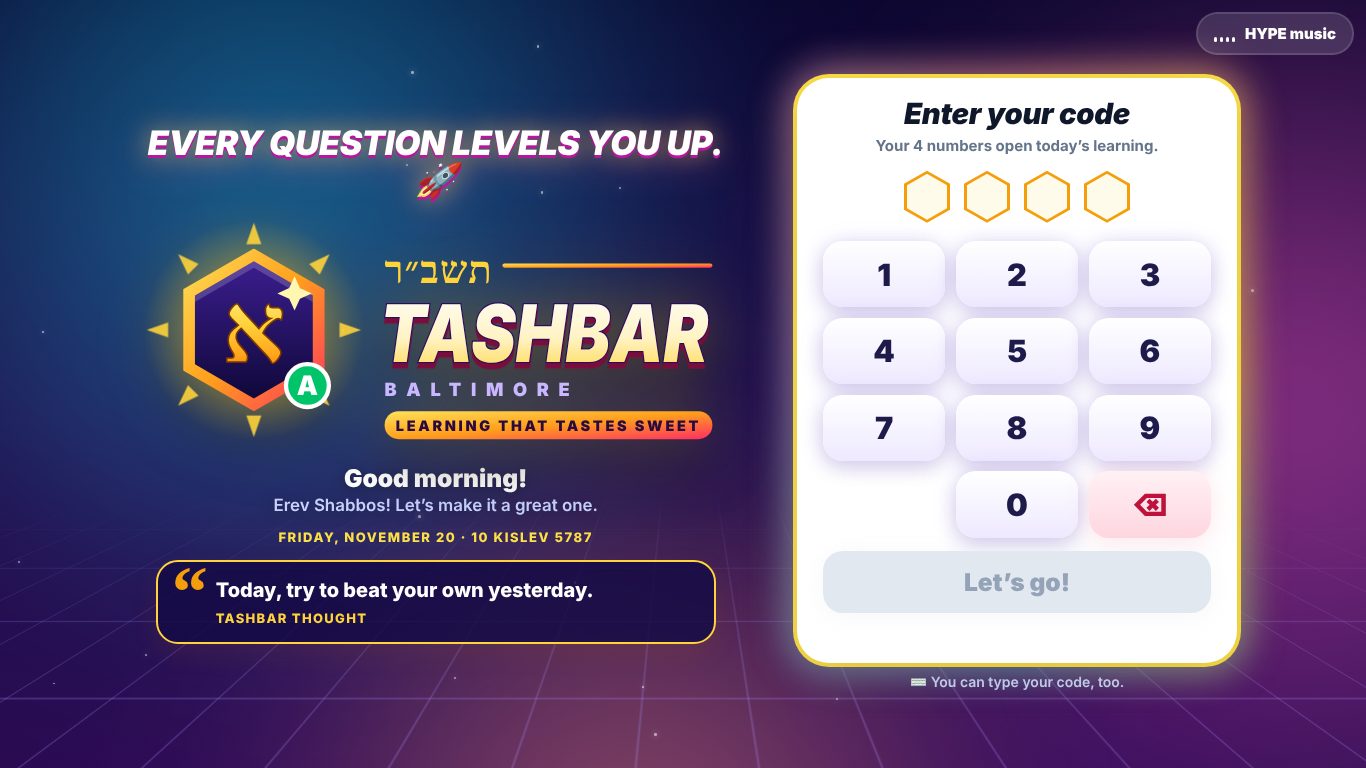 HYPE music
EVERY QUESTION LEVELS YOU UP.
🚀
תשב״ר
TASHBAR
BALTIMORE
LEARNING THAT TASTES SWEET
א
A
Good morning!
Erev Shabbos! Let’s make it a great one.
FRIDAY, NOVEMBER 20 · 10 KISLEV 5787
“Today, try to beat your own yesterday.
TASHBAR THOUGHT
Enter your code
Your 4 numbers open today’s learning.
1 2 3
4 5 6
7 8 9
0
Let’s go!
You can type your code, too.